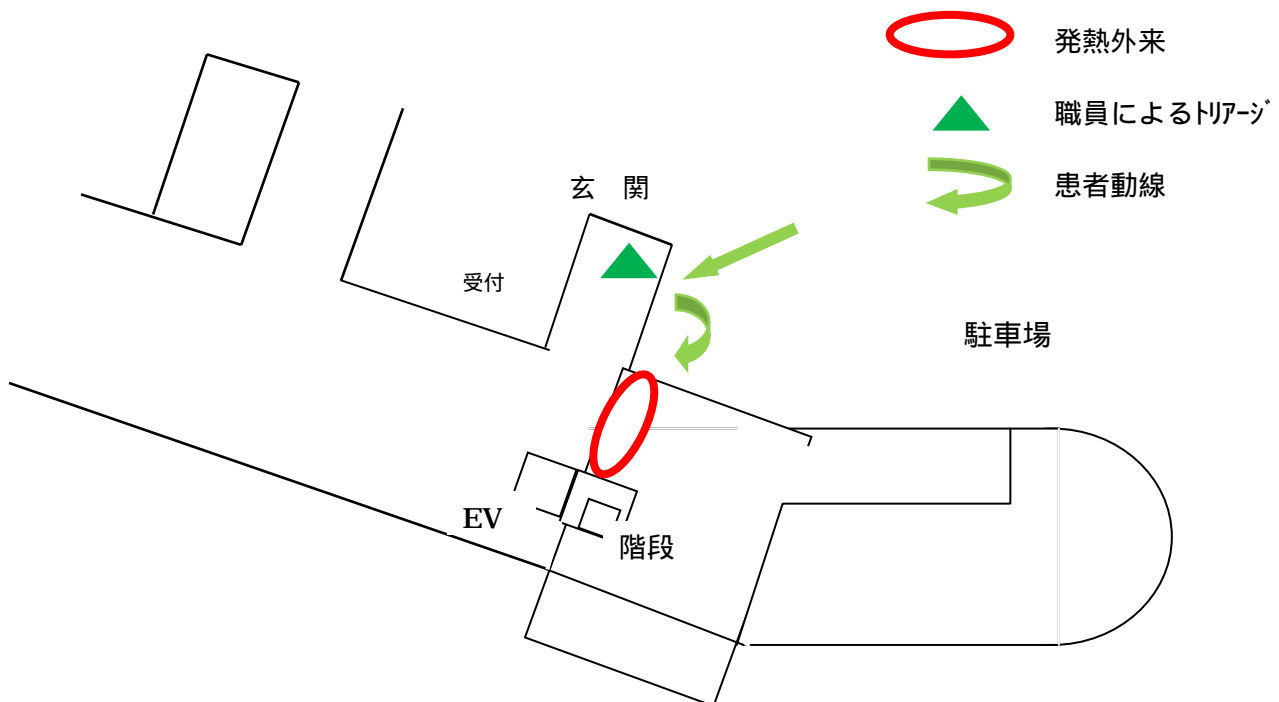 発熱外来
職員によるﾄﾘｱｰｼﾞ
患者動線
玄　関
受付
駐車場
EV
階段